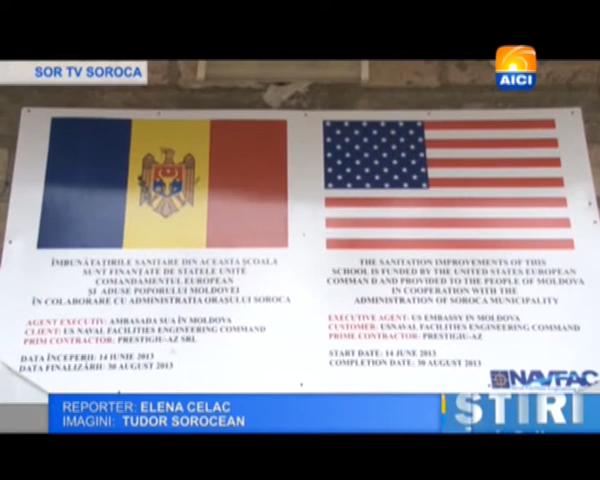 SOR TV SOROCA
AICI
ÎMBUNĂTAȚIRILE SANITARE DIN ACEASTA ȘCOALA
SUNT FINANȚATE DE STATELE UNITE
COMANDAMENTUL EUROPEAN
ȘI ADUSE POPORULUI MOLDOVEI
ÎN COLABORARE CU ADMINISTRATIA ORAȘULUI SOROCA
AGENT EXECUTIV: AMBASADA SUA ÎN MOLDOVA
CLIENT: US NAVAL FACILITIES ENGINEERING COMMAND
PRIM CONTRACTOR: PRESTIGIU-AZ SRL
DATA ÎNCEPERII: 14 IUNIE 2013
DATA FINALIZĂRII: 30 AUGUST 2013
THE SANITATION IMPROVEMENTS OF THIS
SCHOOL IS FUNDED BY THE UNITED STATES EUROPEAN
COMMAN D AND PROVIDED TO THE PEOPLE OF MOLDOVA
IN COOPERATION WITH THE
ADMINISTRATION OF SOROCA MUNICIPALITY
EXECUTIVE AGENT: US EMBASSY IN MOLDOVA
CUSTOMER: USNAVAL FACILITIES ENGINEERING COMMAND
PRIME CONTRACTOR: PRESTIGIU-AZ
START DATE: 14 JUNE 2013
COMPLETION DATE: 30 AUGUST 2013
NAVFAC
REPORTER: ELENA CELAC
IMAGINI: TUDOR SOROCEAN
ȘTIRI